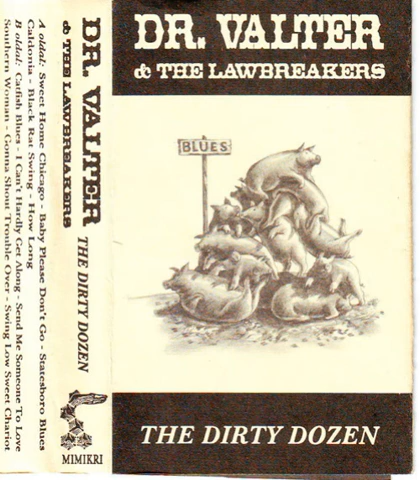 DR. VALTER
& THE LAWBREAKERS
BLUES
THE DIRTY DOZEN
DR. VALTER
& THE LAWBREAKERS
THE DIRTY DOZEN
MIMIKRI
A oldal: Sweet Home Chicago - Baby Please Don't Go - Statesboro Blues
Caldonia - Black Rat Swing - How Long
B oldal: Catfish Blues - I Can't Hardly Get Along - Send Me Someone To Love
Southern Woman - Gonna Shout Trouble Over - Swing Low Sweet Chariot